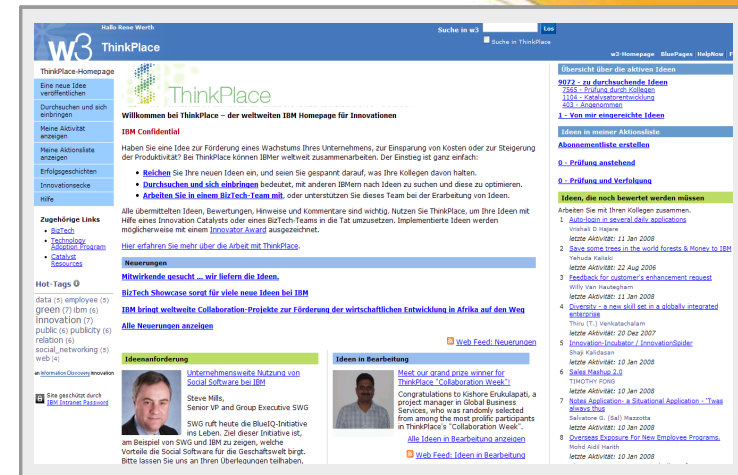 Hallo Rene Werth
Suche in w3
Los
Suche in ThinkPlace
w3
ThinkPlace
w3-Homepage BluePages HelpNow F
ThinkPlace-Homepage
Eine neue Idee
veröffentlichen
Durchsuchen und sich
einbringen
Meine Aktivität
anzeigen
Meine Aktionsliste
anzeigen
Erfolgsgeschichten
Innovationsecke
Hilfe
Zugehörige Links
• BizTech
• Technology
Adoption Program
• Catalyst
Resources
Hot-Tags
data (5) employee (5)
green (7) ibm (6)
innovation (7)
public (6) publicity (6)
relation (6)
social_networking (5)
web (4)
an Information Discovery innovation
Site geschützt durch
IBM Intranet Password
ThinkPlace
Willkommen bei ThinkPlace – der weltweiten IBM Homepage für Innovationen
IBM Confidential
Haben Sie eine Idee zur Förderung eines Wachstums Ihres Unternehmens, zur Einsparung von Kosten oder zur Steigerung
der Produktivität? Bei ThinkPlace können IBMer weltweit zusammenarbeiten. Der Einstieg ist ganz einfach:
• Reichen Sie Ihre neuen Ideen ein, und seien Sie gespannt darauf, was Ihre Kollegen davon halten.
• Durchsuchen und sich einbringen bedeutet, mit anderen IBMern nach Ideen zu suchen und diese zu optimieren.
• Arbeiten Sie in einem BizTech-Team mit, oder unterstützen Sie dieses Team bei der Erarbeitung von Ideen.
Alle übermittelten Ideen, Bewertungen, Hinweise und Kommentare sind wichtig. Nutzen Sie ThinkPlace, um Ihre Ideen mit
Hilfe eines Innovation Catalysts oder eines BizTech-Teams in die Tat umzusetzen. Implementierte Ideen werden
möglicherweise mit einem Innovator Award ausgezeichnet.
Hier erfahren Sie mehr über die Arbeit mit ThinkPlace.
Neuerungen
Mitwirkende gesucht ... wir liefern die Ideen.
BizTech Showcase sorgt für viele neue Ideen bei IBM
IBM bringt weltweite Collaboration-Projekte zur Förderung der wirtschaftlichen Entwicklung in Afrika auf den Weg
Alle Neuerungen anzeigen
Web Feed: Neuerungen
Ideenanforderung
Unternehmensweite Nutzung von
Social Software bei IBM
Steve Mills,
Senior VP and Group Executive SWG
SWG ruft heute die BlueIQ-Initiative
ins Leben. Ziel dieser Initiative ist,
am Beispiel von SWG und IBM zu zeigen, welche
Vorteile die Social Software für die Geschäftswelt birgt.
Bitte lassen Sie uns an Ihren Überlegungen teilhaben,
Ideen in Bearbeitung
Meet our grand prize winner for
ThinkPlace "Collaboration Week"!
Congratulations to Kishore Erukulapati, a
project manager in Global Business
Services, who was randomly selected
from among the most prolific participants
in ThinkPlace's "Collaboration Week".
Alle Ideen in Bearbeitung anzeigen
Web Feed: Ideen in Bearbeitung
Übersicht über die aktiven Ideen
9072 - zu durchsuchende Ideen
7565 - Prüfung durch Kollegen
1104 - Katalysatorentwicklung
403 - Angenommen
1 - Von mir eingereichte Ideen
Ideen in meiner Aktionsliste
Abonnementliste erstellen
0 - Prüfung anstehend
0 - Prüfung und Verfolgung
Ideen, die noch bewertet werden müssen
Arbeiten Sie mit Ihren Kollegen zusammen.
1 Auto-login in several daily applications
Vrishali D Hajare
letzte Aktivität: 11 Jan 2008
2 Save some trees in the world forests & Money to IBM
Yehuda Kaliski
letzte Aktivität: 22 Aug 2006
3 Feedback for customer's enhancement request
Willy Van Hautegham
letzte Aktivität: 11 Jan 2008
4 Diversity - a new skill set in a globally integrated
enterprise
Thiru (T.) Venkatachalam
letzte Aktivität: 20 Dez 2007
5 Innovation-Incubator / InnovationSpider
Shaji Kalidasan
letzte Aktivität: 10 Jan 2008
6 Sales Mashup 2.0
TIMOTHY FONG
letzte Aktivität: 10 Jan 2008
7 Notes Application- a Situational Application - 'Twas
always thus
Salvatore G. (Sal) Mazzotta
letzte Aktivität: 10 Jan 2008
8 Overseas Exposure For New Employee Programs.
Mohd Aidil Harith
letzte Aktivität: 10 Jan 2008